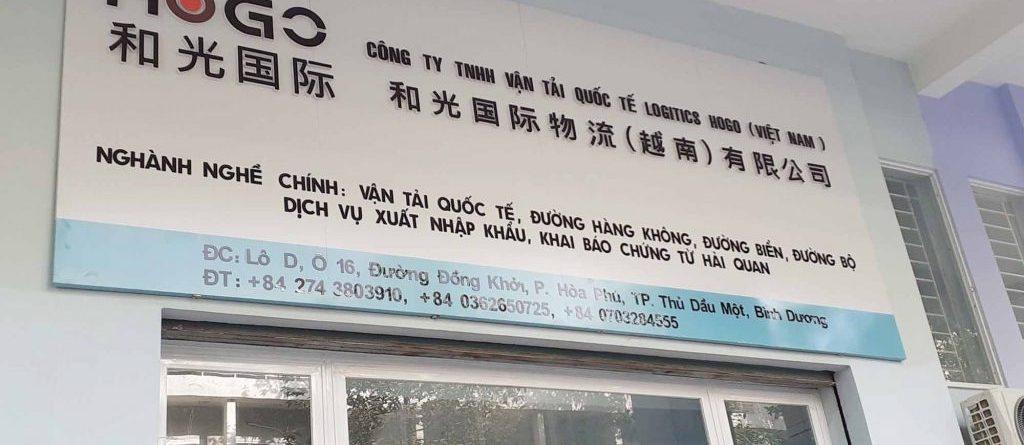 HOGO
和光国际
CÔNG TY TNHH VẬN TẢI QUỐC TẾ LOGITICS HOGO (VIỆT NAM)
和光国际物流(越南)有限公司
NGHÀNH NGHỀ CHÍNH: VẬN TẢI QUỐC TẾ, ĐƯỜNG HÀNG KHÔNG, ĐƯỜNG BIỂN, ĐƯỜNG BỘ
DỊCH VỤ XUẤT NHẬP KHẨU, KHAI BÁO CHỨNG TỪ HẢI QUAN
ĐC: Lô D, Ô 16, Đường Đồng Khởi, P. Hòa Phú, TP. Thủ Dầu Một, Bình Dương
ĐT: +84 274 3803910, +84 0362650725, +84 0703284555